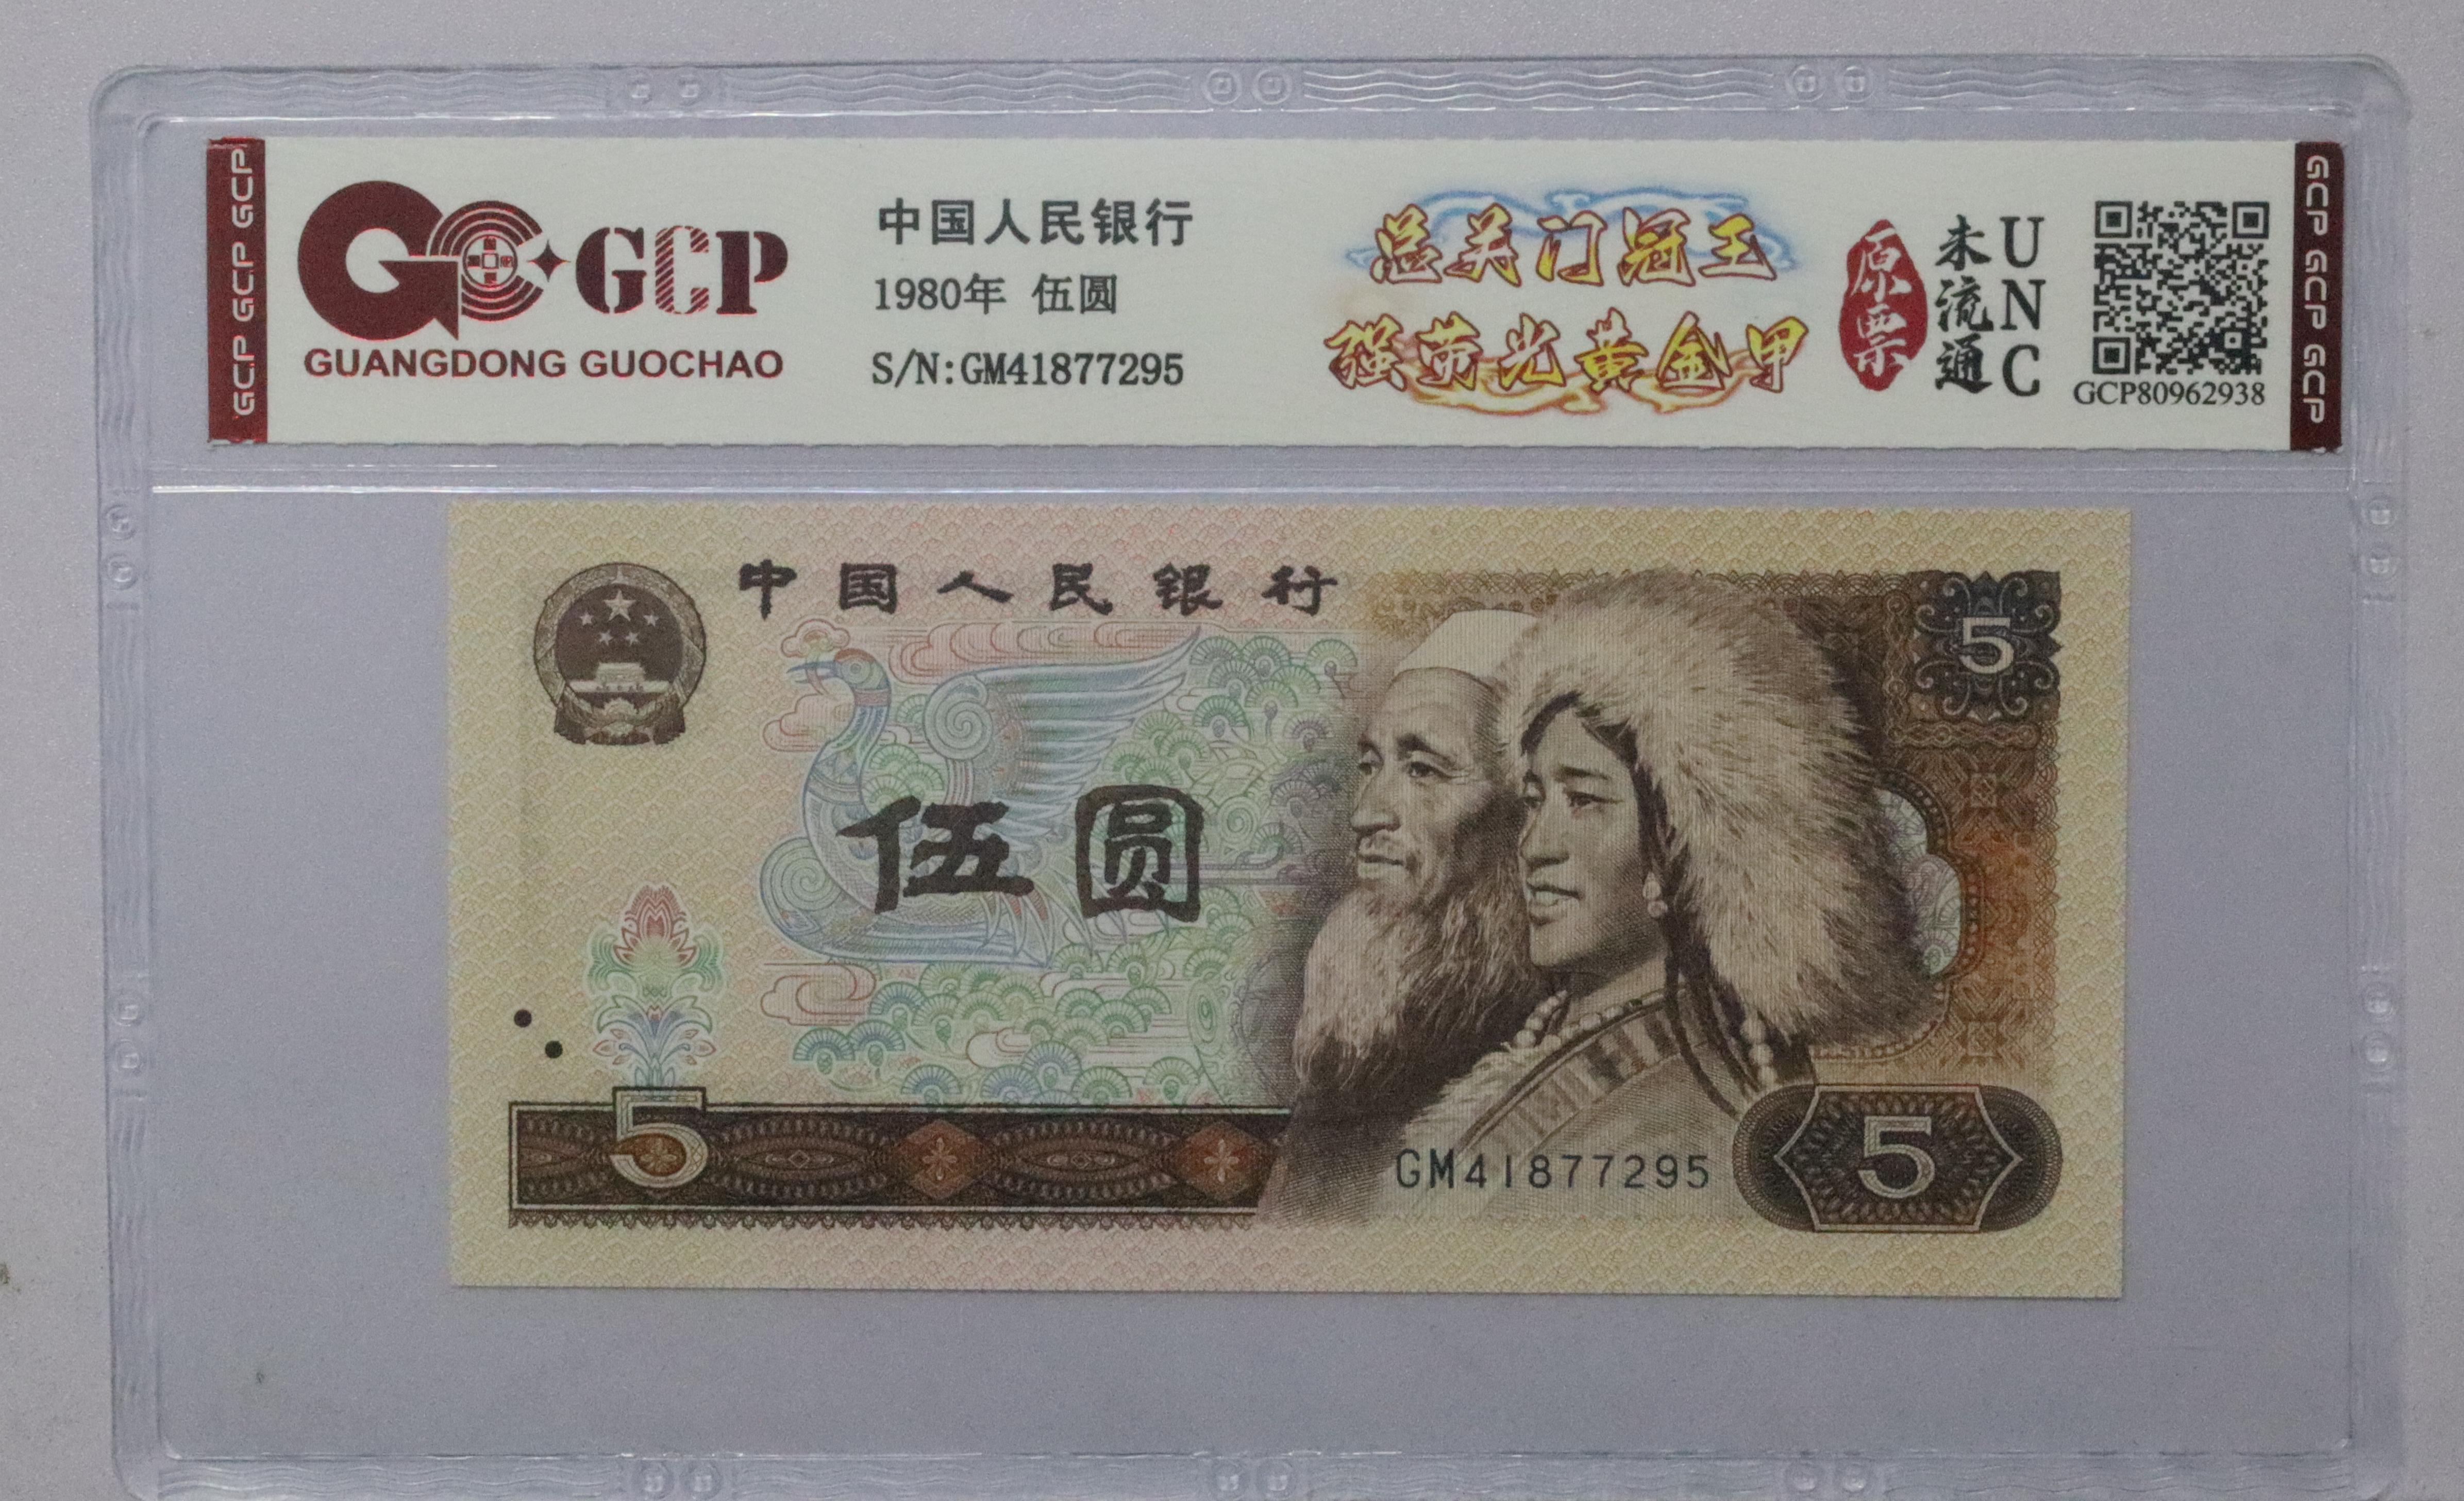 GCP GCP GCP
GC GCP
GUANGDONG GUOCHAO
中国人民银行
1980年 伍圆
S/N:GM41877295
总关门冠王
强荧光黄金甲
原票
未流通
UNC
GCP80962938
GCP GCP GCP
中国人民银行
5
伍圆
5
GM41877295
5